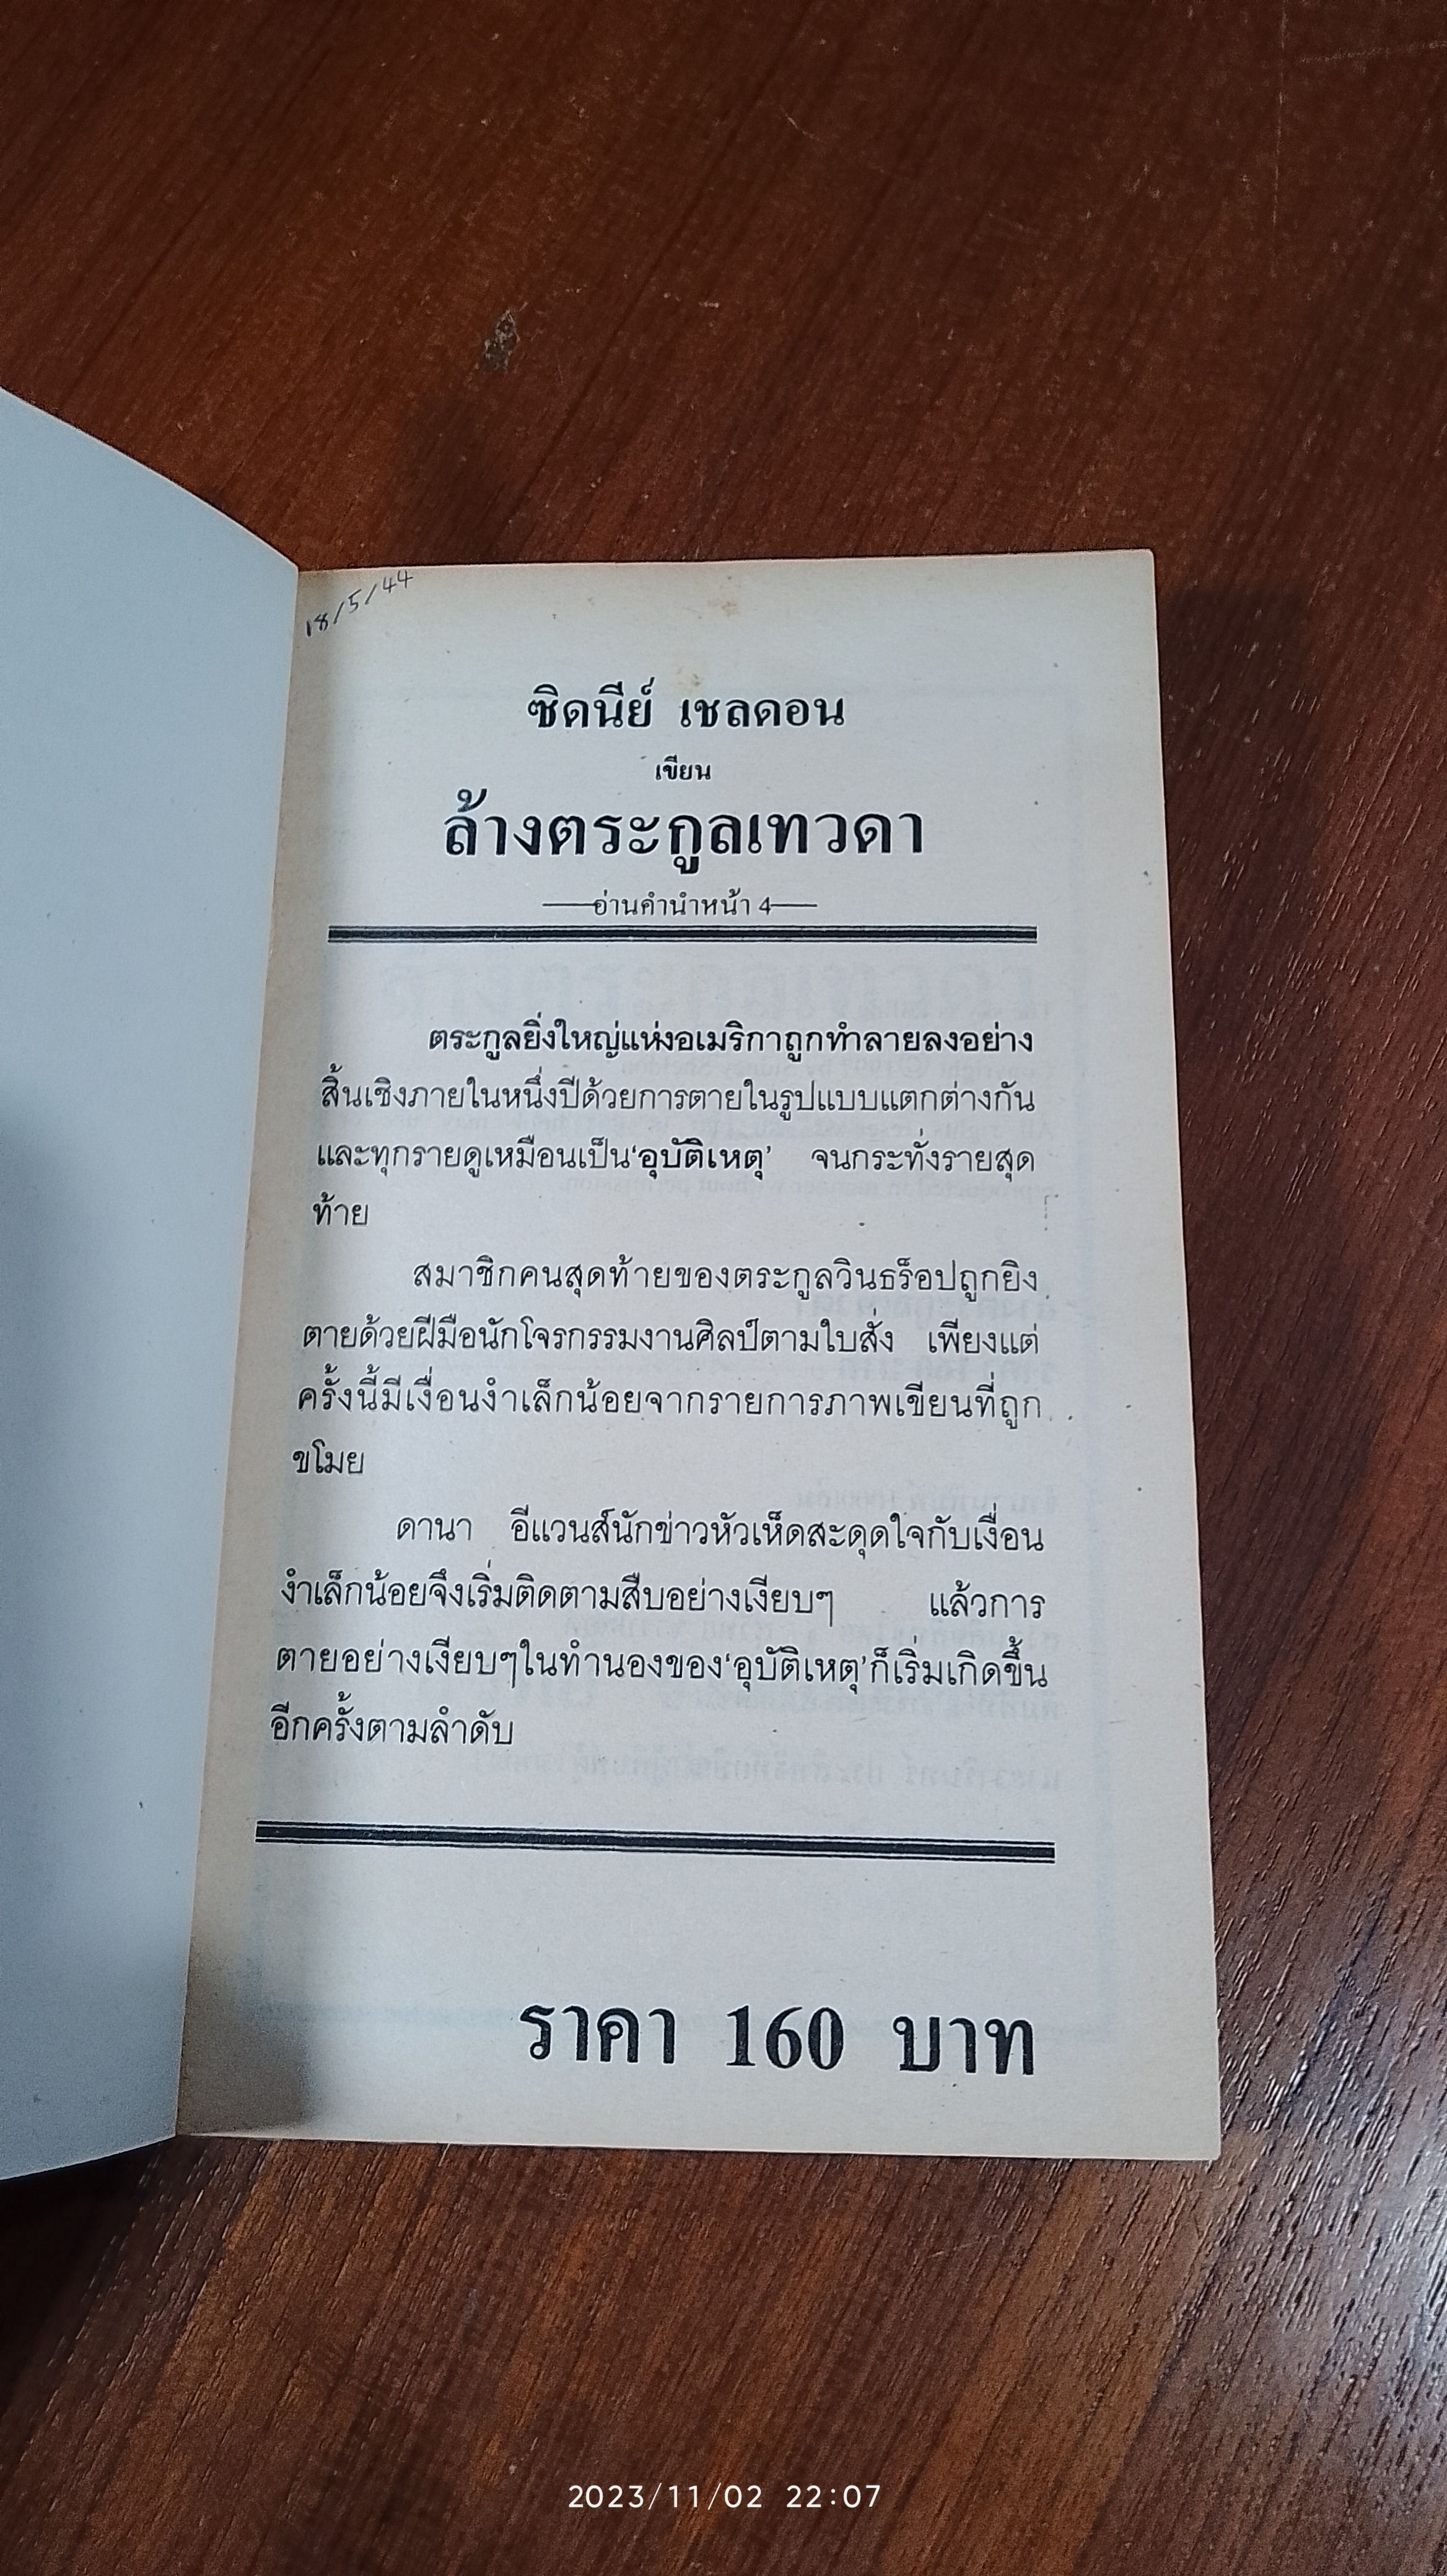 18/5/44
ซิดนีย์ เชลดอน
เขียน
ล้างตระกูลเทวดา
——อ่านคำนำหน้า 4——
ตระกูลยิ่งใหญ่แห่งอเมริกาถูกทำลายลงอย่าง
สิ้นเชิงภายในหนึ่งปีด้วยการตายในรูปแบบแตกต่างกัน
และทุกรายดูเหมือนเป็น‘อุบัติเหตุ’ จนกระทั่งรายสุด
ท้าย
สมาชิกคนสุดท้ายของตระกูลวินธร็อปถูกยิง
ตายด้วยฝีมือนักโจรกรรมงานศิลป์ตามใบสั่ง เพียงแต่
ครั้งนี้มีเงื่อนงำเล็กน้อยจากรายการภาพเขียนที่ถูก
ขโมย
ดานา อีแวนส์นักข่าวหัวเห็ดสะดุดใจกับเงื่อน
งำเล็กน้อยจึงเริ่มติดตามสืบอย่างเงียบๆ แล้วการ
ตายอย่างเงียบๆในทำนองของ‘อุบัติเหตุ’ก็เริ่มเกิดขึ้น
อีกครั้งตามลำดับ
ราคา 160 บาท
2023/11/02 22:07